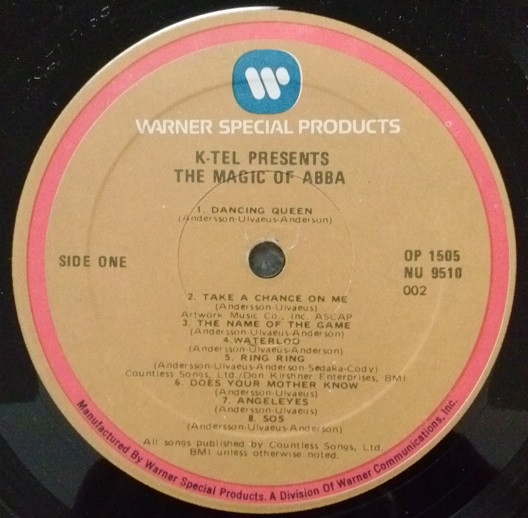 WARNER SPECIAL PRODUCTS
K-TEL PRESENTS
THE MAGIC OF ABBA
1. DANCING QUEEN
(Andersson-Ulvaeus-Anderson)
SIDE ONE
OP 1505
NU 9510
002
2. TAKE A CHANCE ON ME
(Andersson-Ulvaeus)
Artwork Music Co., Inc. ASCAP
3. THE NAME OF THE GAME
(Andersson-Ulvaeus-Anderson)
4.WATERLOO
(Andersson-Ulvaeus-Anderson)
5. RING RING
(Andersson-Ulvaeus-Anderson-Sedaka-Cody)
Countless Songs, Ltd./Don Kirshner Enterprises, BMI
6. DOES YOUR MOTHER KNOW
(Andersson-Ulvaeus)
7. ANGELEYES
(Andersson-Ulvaeus)
8. SOS
(Andersson-Ulvaeus-Anderson)
All songs published by Countless Songs, Ltd.
BMI unless otherwise noted.
Manufactured By Warner Special Products, A Division Of Warner Communications, Inc.